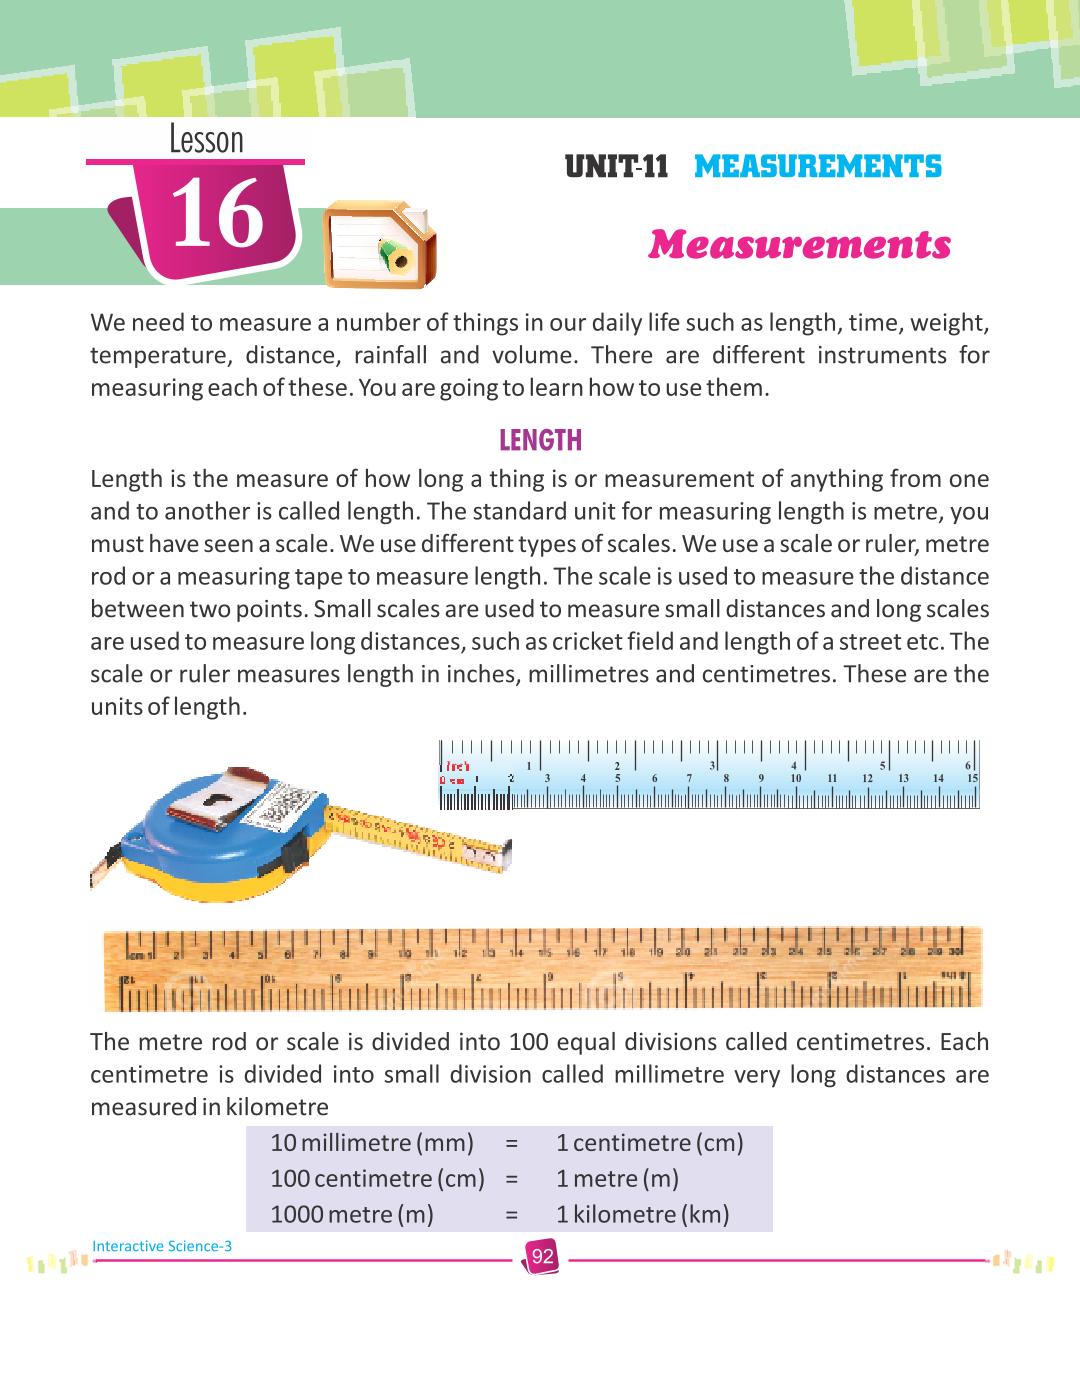 Lesson
16
UNIT-11 MEASUREMENTS
Measurements
We need to measure a number of things in our daily life such as length, time, weight,
temperature, distance, rainfall and volume. There are different instruments for
measuring each of these. You are going to learn how to use them.
LENGTH
Length is the measure of how long a thing is or measurement of anything from one
and to another is called length. The standard unit for measuring length is metre, you
must have seen a scale. We use different types of scales. We use a scale or ruler, metre
rod or a measuring tape to measure length. The scale is used to measure the distance
between two points. Small scales are used to measure small distances and long scales
are used to measure long distances, such as cricket field and length of a street etc. The
scale or ruler measures length in inches, millimetres and centimetres. These are the
units of length.
Inch 1 2 3 4 5 6
0 cm 1 2 3 4 5 6 7 8 9 10 11 12 13 14 15
cm 1 2 3 4 5 6 7 8 9 10 11 12 13 14 15 16 17 18 19 20 21 22 23 24 25 26 27 28 29 30
12 11 10 9 8 7 6 5 4 3 2 1
The metre rod or scale is divided into 100 equal divisions called centimetres. Each
centimetre is divided into small division called millimetre very long distances are
measured in kilometre
10 millimetre (mm) = 1 centimetre (cm)
100 centimetre (cm) = 1 metre (m)
1000 metre (m) = 1 kilometre (km)
Interactive Science-3
92